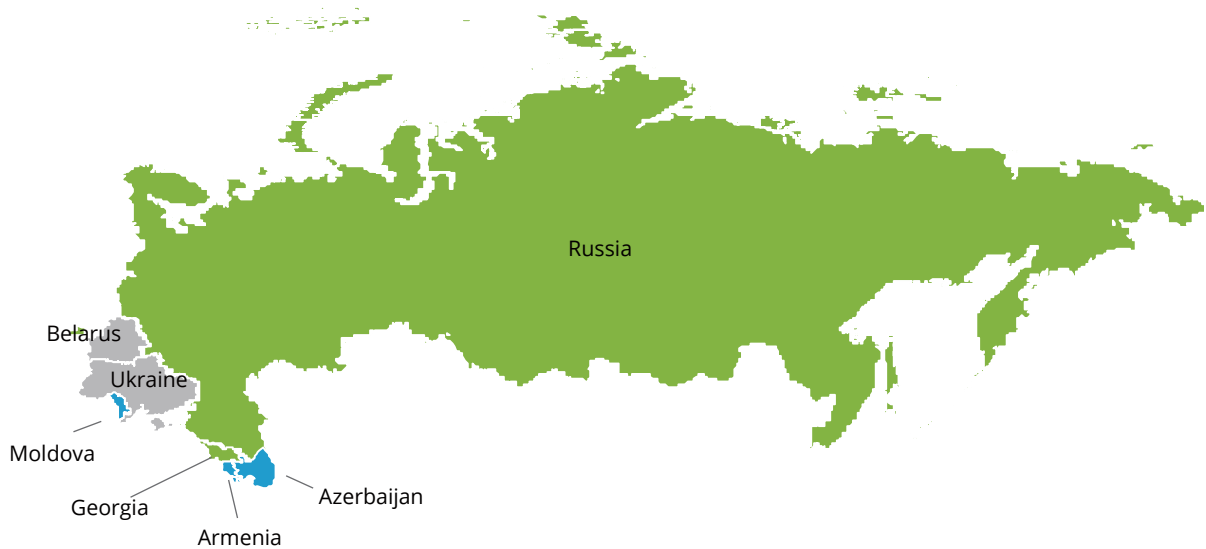 Russia
Belarus
Ukraine
Moldova
Georgia
Azerbaijan
Armenia